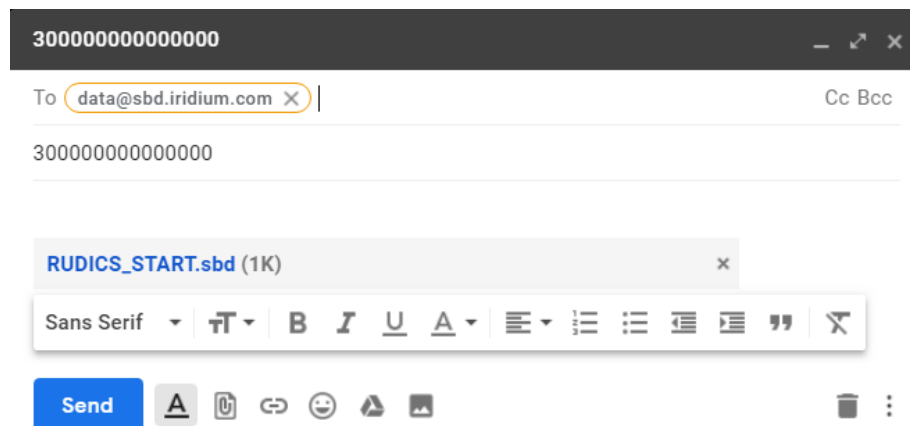 300000000000000
To data@sbd.iridium.com Cc Bcc
300000000000000
RUDICS_START.sbd (1K)
Sans Serif
Send